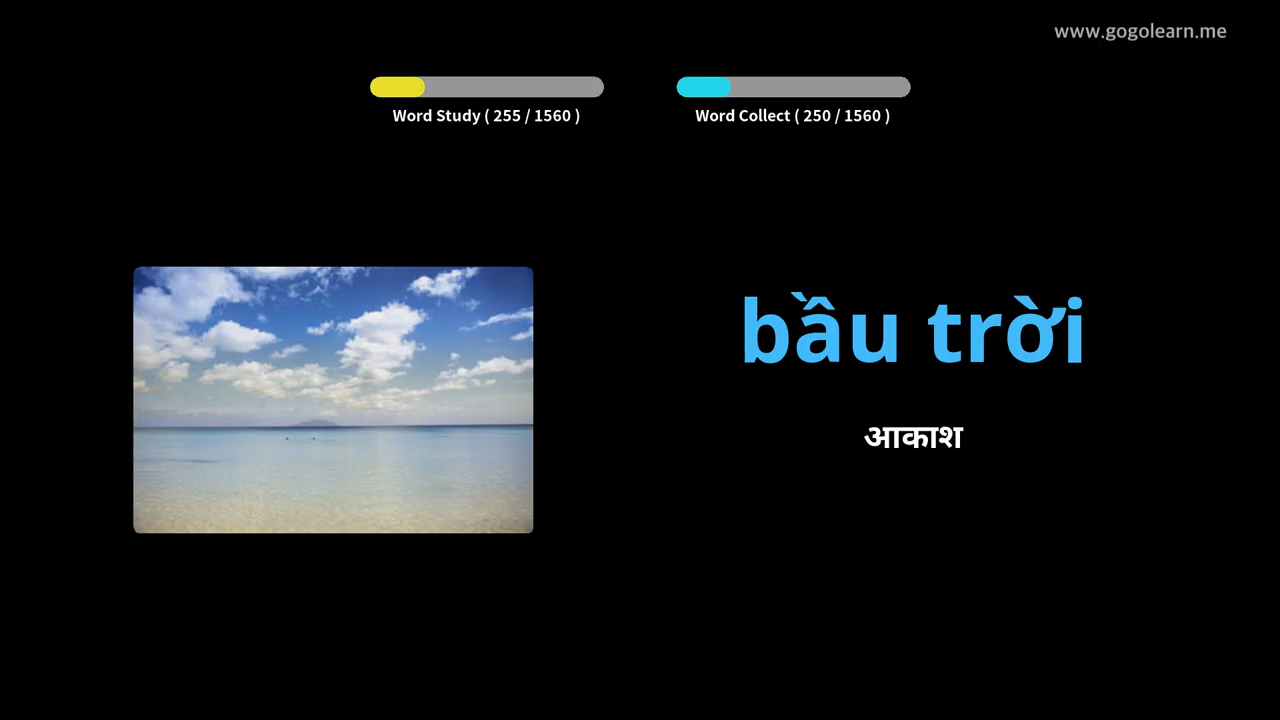 www.gogolearn.me
Word Study ( 255 / 1560 )
Word Collect ( 250 / 1560 )
bầu trời
आकाश